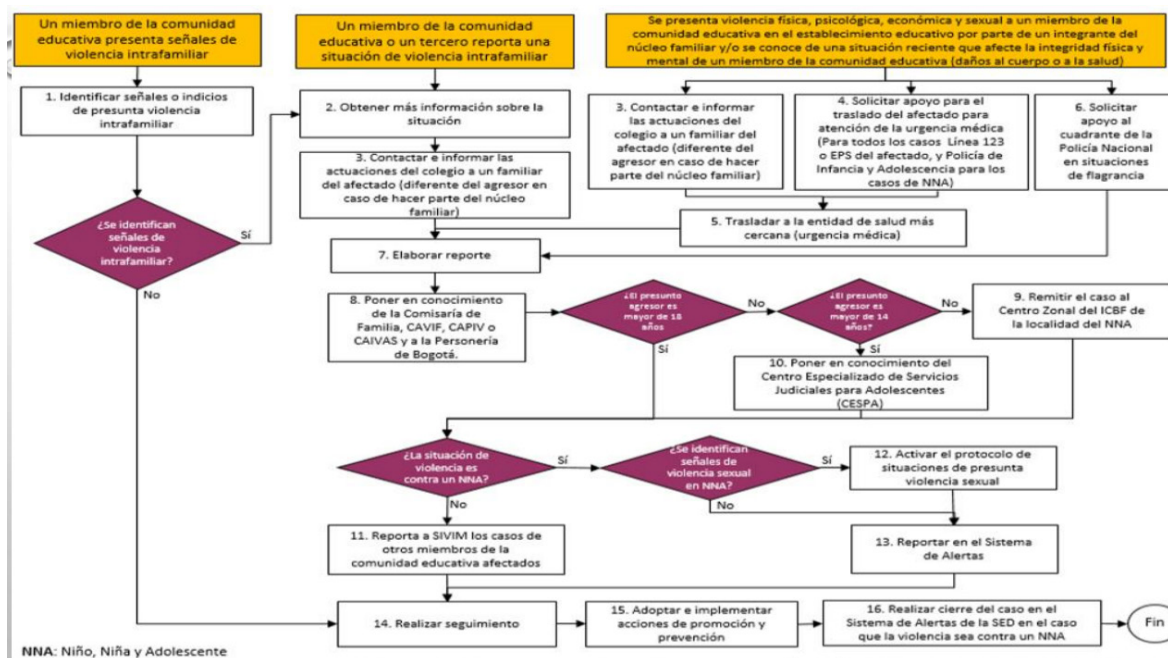 Un miembro de la comunidad
educativa presenta señales de
violencia intrafamiliar
Un miembro de la comunidad
educativa o un tercero reporta una
situación de violencia intrafamiliar
Se presenta violencia física, psicológica, económica y sexual a un miembro de la
comunidad educativa en el establecimiento educativo por parte de un integrante del
núcleo familiar y/o se conoce de una situación reciente que afecte la integridad física y
mental de un miembro de la comunidad educativa (daños al cuerpo o a la salud)
1. Identificar señales o indicios
de presunta violencia
intrafamiliar
2. Obtener más información sobre la
situación
3. Contactar e informar las
actuaciones del colegio a un familiar
del afectado (diferente del agresor en
caso de hacer parte del núcleo
familiar)
3. Contactar e informar
las actuaciones del
colegio a un familiar del
afectado (diferente del
agresor en caso de hacer
parte del núcleo familiar)
4. Solicitar apoyo para el
traslado del afectado para
atención de la urgencia médica
(Para todos los casos Línea 123
o EPS del afectado, y Policía de
Infancia y Adolescencia para los
casos de NNA)
6. Solicitar
apoyo al
cuadrante de la
Policía Nacional
en situaciones
de flagrancia
5. Trasladar a la entidad de salud más
cercana (urgencia médica)
¿Se identifican
señales de
violencia
intrafamiliar?
Sí
No
7. Elaborar reporte
8. Poner en conocimiento
de la Comisaría de
Familia, CAVIF, CAPIV o
CAIVAS y a la Personería
de Bogotá.
¿El presunto
agresor es
mayor de 18
años
No
Sí
¿El presunto
agresor es
mayor de 14
años?
No
Sí
9. Remitir el caso al
Centro Zonal del ICBF de
la localidad del NNA
10. Poner en conocimiento del
Centro Especializado de Servicios
Judiciales para Adolescentes
(CESPA)
¿La situación de
violencia es
contra un NNA?
Sí
No
¿Se identifican
señales de
violencia sexual
en NNA?
Sí
No
12. Activar el protocolo de
situaciones de presunta
violencia sexual
11. Reporta a SIVIM los casos de
otros miembros de la
comunidad educativa afectados
13. Reportar en el Sistema
de Alertas
14. Realizar seguimiento
15. Adoptar e implementar
acciones de promoción y
prevención
16. Realizar cierre del caso en el
Sistema de Alertas de la SED en el caso
que la violencia sea contra un NNA
Fin
NNA: Niño, Niña y Adolescente